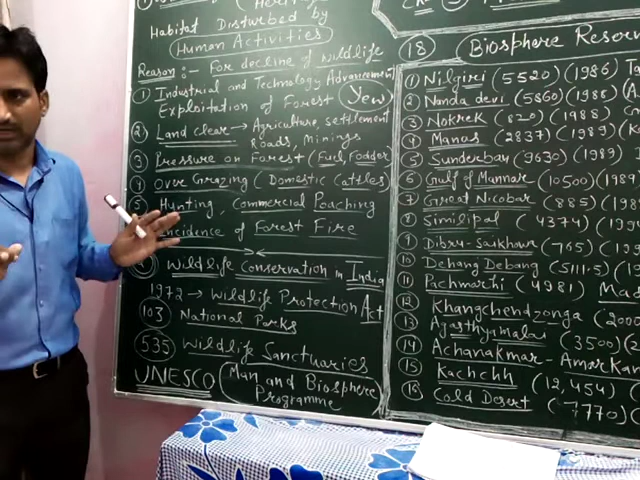 Habitat Disturbed by
Human Activities
Reason :- For decline of wildlife
① Industrial and Technology Advancement
Exploitation of Forest (Yew)
② Land clear → Agriculture, settlement
Roads, Minings
③ Pressure on Forest (Fuel, Fodder)
④ Over Grazing (Domestic Cattles)
⑤ Hunting, Commercial Poaching
Incidence of Forest Fire
Wildlife Conservation in India
1972 → Wildlife Protection Act
103 National Parks
535 Wildlife Sanctuaries
UNESCO (Man and Biosphere
Programme
18 Biosphere Reser
① Nilgiri (5520) (1986)
② Nanda devi (5860) (1988)
③ Nokrek (820) (1988)
④ Manas (2837) (1989)
⑤ Sunderban (9630) (1989)
⑥ Gulf of Mannar (10500) (1989
⑦ Great Nicobar (885) (198
⑧ Similipal (4374) (199
⑨ Dibru-Saikhowa (765) (199
⑩ Dehang Debang (5111.5) (1
⑪ Pachmarhi (4981)
⑫ Khangchendzonga (2000
⑬ Agasthyimalai (3500) (2
⑭ Achanakmar - Amarkan
⑮ Kachchh (12,454)
⑯ Cold Desert (7770)